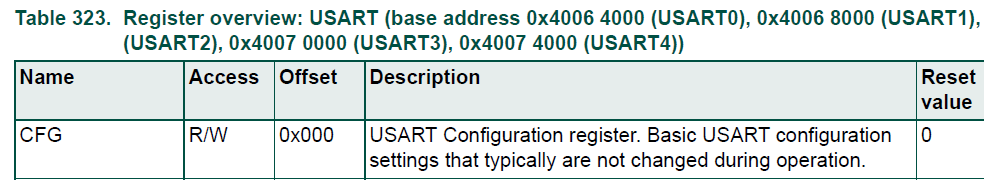 Table 323. Register overview: USART (base address 0x4006 4000 (USART0), 0x4006 8000 (USART1),
(USART2), 0x4007 0000 (USART3), 0x4007 4000 (USART4))
Name Access Offset Description Reset
value
CFG R/W 0x000 USART Configuration register. Basic USART configuration 0
settings that typically are not changed during operation.